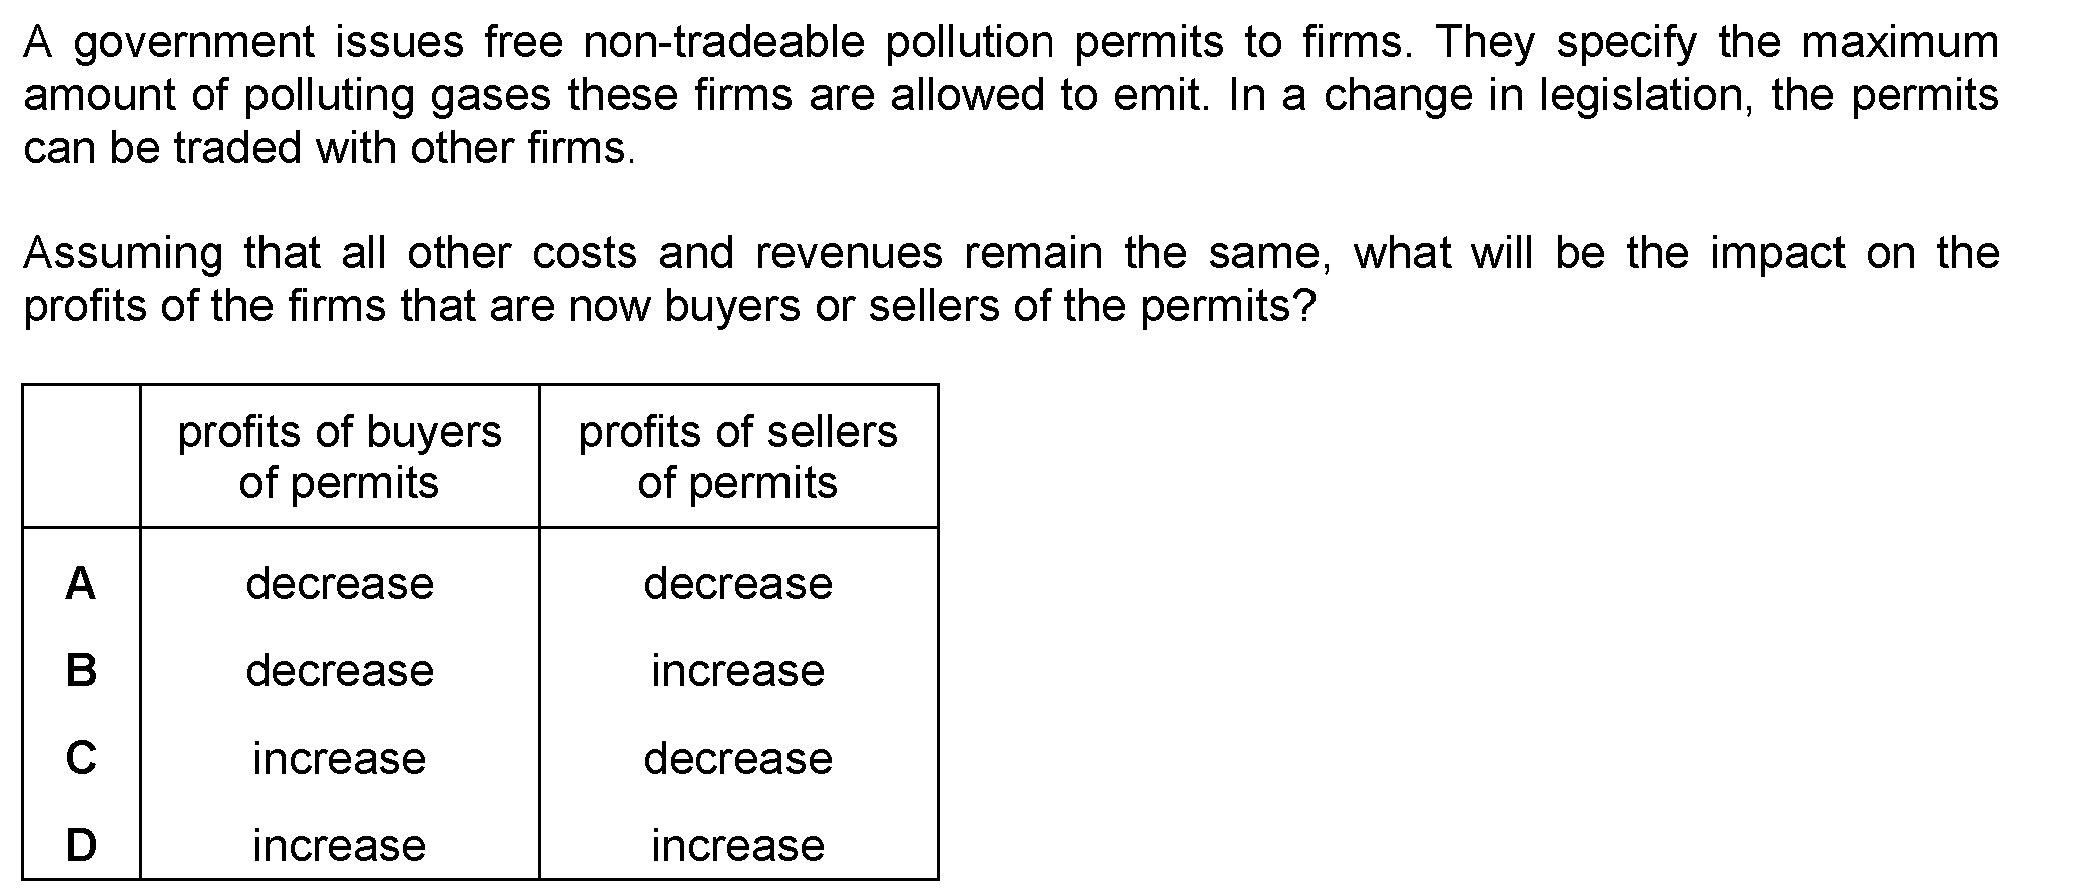 A government issues free non-tradeable pollution permits to firms. They specify the maximum
amount of polluting gases these firms are allowed to emit. In a change in legislation, the permits
can be traded with other firms.
Assuming that all other costs and revenues remain the same, what will be the impact on the
profits of the firms that are now buyers or sellers of the permits?
profits of buyers of permits
profits of sellers of permits
A decrease decrease
B decrease increase
C increase decrease
D increase increase